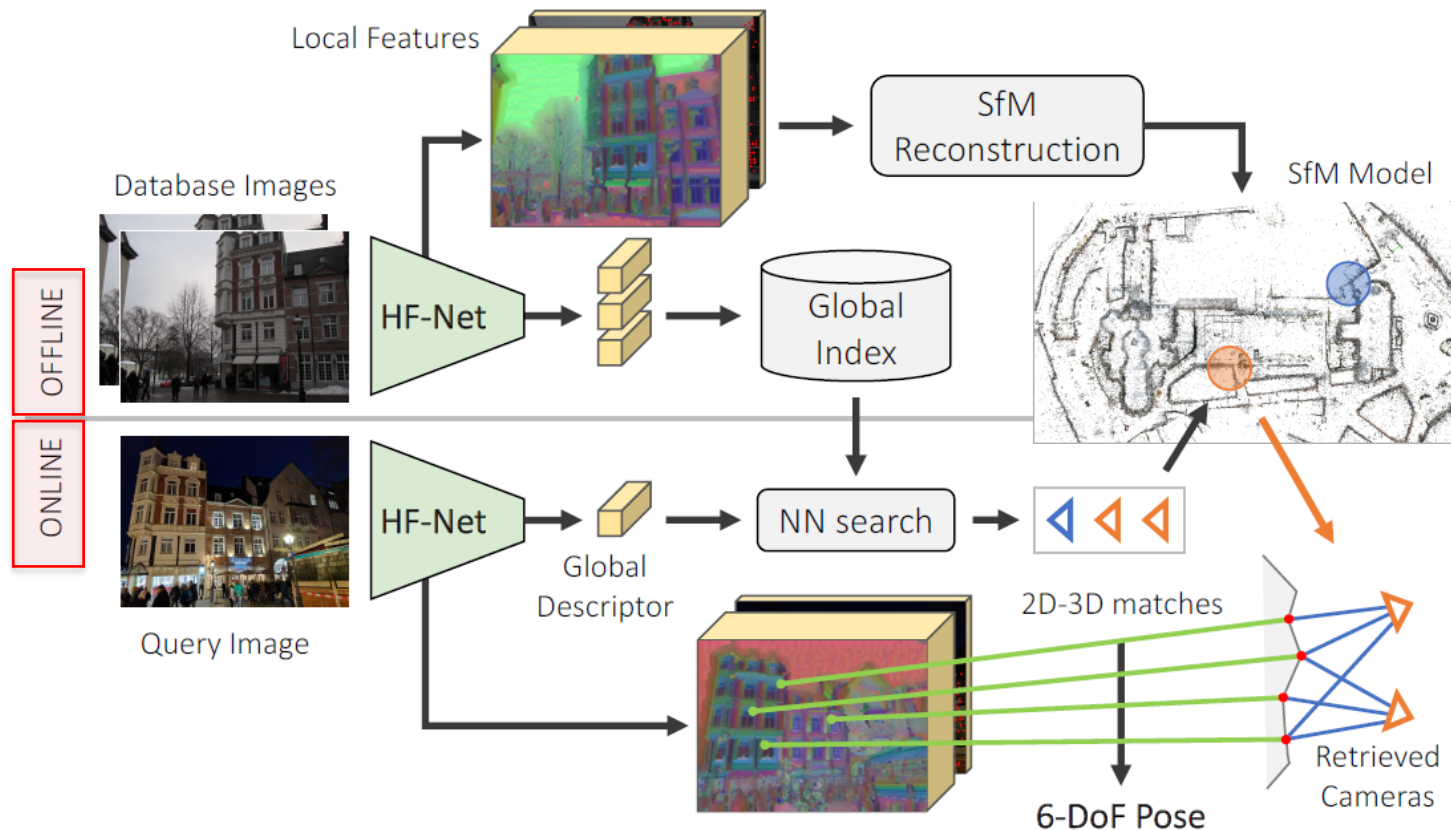 Local Features
SfM
Reconstruction
Database Images
SfM Model
OFFLINE
HF-Net
Global
Index
ONLINE
HF-Net
NN search
Global
Descriptor
Query Image
2D-3D matches
Retrieved
Cameras
6-DoF Pose